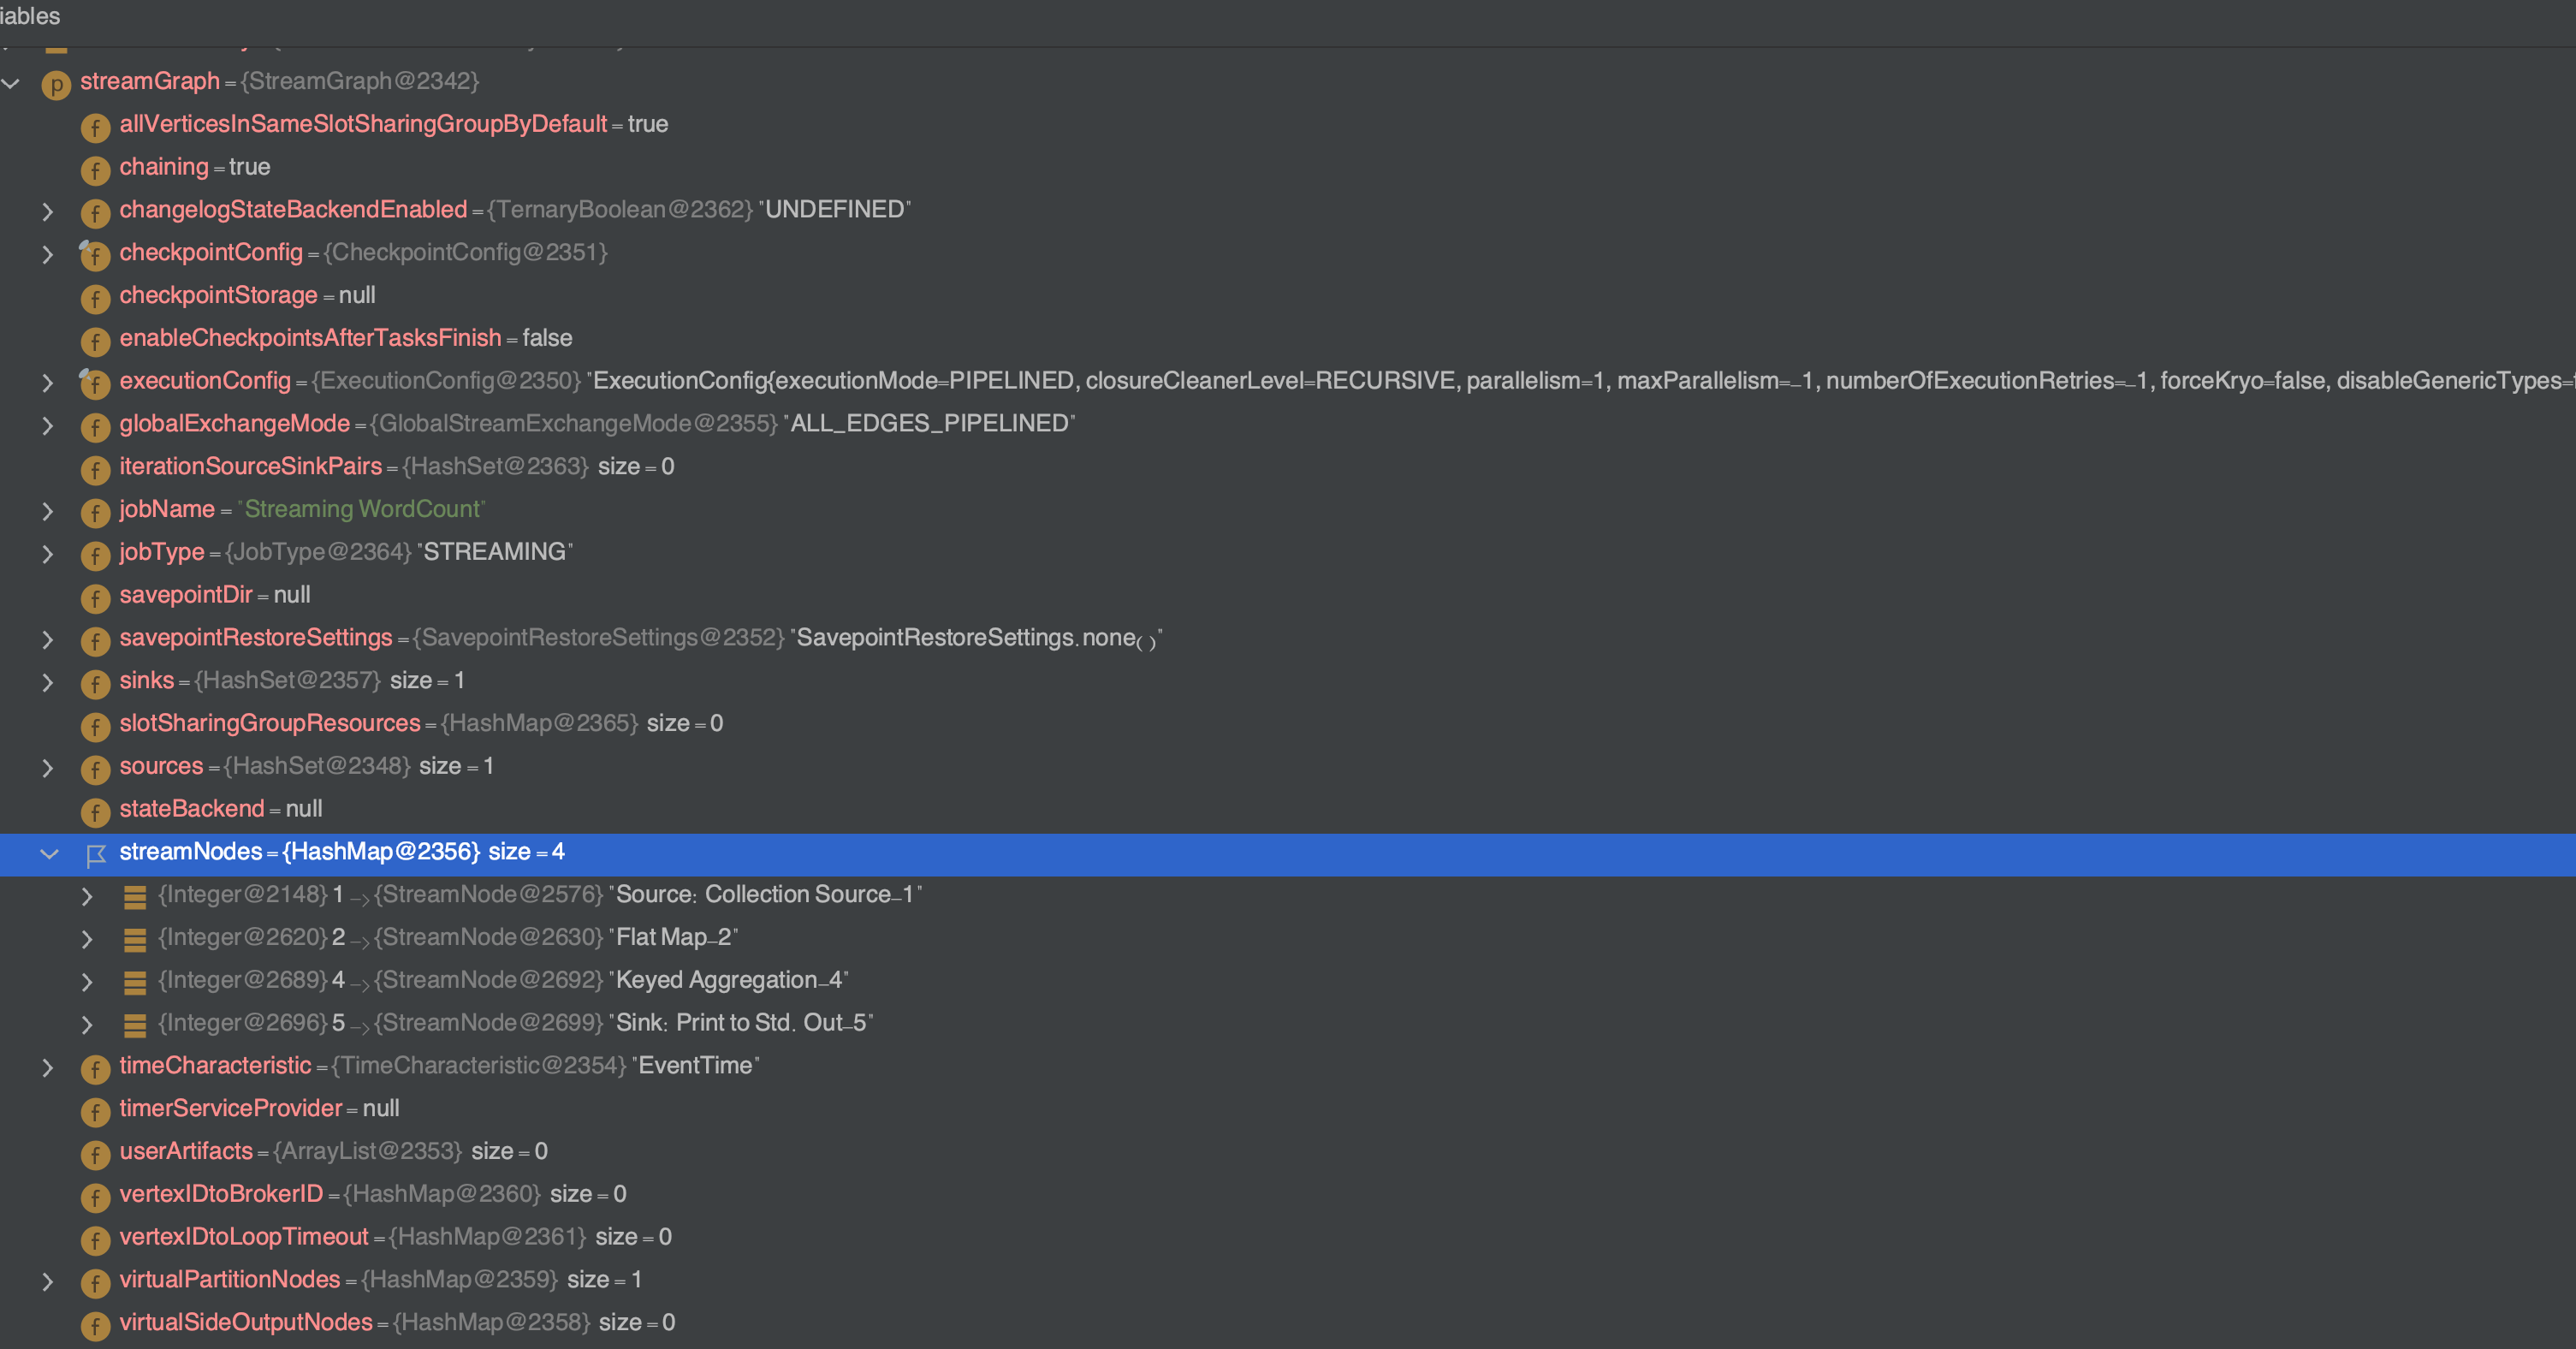 iables
streamGraph = {StreamGraph@2342}
allVerticesInSameSlotSharingGroupByDefault = true
chaining = true
changelogStateBackendEnabled = {TernaryBoolean@2362} "UNDEFINED"
checkpointConfig = {CheckpointConfig@2351}
checkpointStorage = null
enableCheckpointsAfterTasksFinish = false
executionConfig = {ExecutionConfig@2350} "ExecutionConfig{executionMode=PIPELINED, closureCleanerLevel=RECURSIVE, parallelism=1, maxParallelism=-1, numberOfExecutionRetries=-1, forceKryo=false, disableGenericTypes=
globalExchangeMode = {GlobalStreamExchangeMode@2355} "ALL_EDGES_PIPELINED"
iterationSourceSinkPairs = {HashSet@2363} size = 0
jobName = "Streaming WordCount"
jobType = {JobType@2364} "STREAMING"
savepointDir = null
savepointRestoreSettings = {SavepointRestoreSettings@2352} "SavepointRestoreSettings.none()"
sinks = {HashSet@2357} size = 1
slotSharingGroupResources = {HashMap@2365} size = 0
sources = {HashSet@2348} size = 1
stateBackend = null
streamNodes = {HashMap@2356} size = 4
{Integer@2148} 1 -> {StreamNode@2576} "Source: Collection Source-1"
{Integer@2620} 2 -> {StreamNode@2630} "Flat Map-2"
{Integer@2689} 4 -> {StreamNode@2692} "Keyed Aggregation-4"
{Integer@2696} 5 -> {StreamNode@2699} "Sink: Print to Std. Out-5"
timeCharacteristic = {TimeCharacteristic@2354} "EventTime"
timerServiceProvider = null
userArtifacts = {ArrayList@2353} size = 0
vertexIDtoBrokerID = {HashMap@2360} size = 0
vertexIDtoLoopTimeout = {HashMap@2361} size = 0
virtualPartitionNodes = {HashMap@2359} size = 1
virtualSideOutputNodes = {HashMap@2358} size = 0